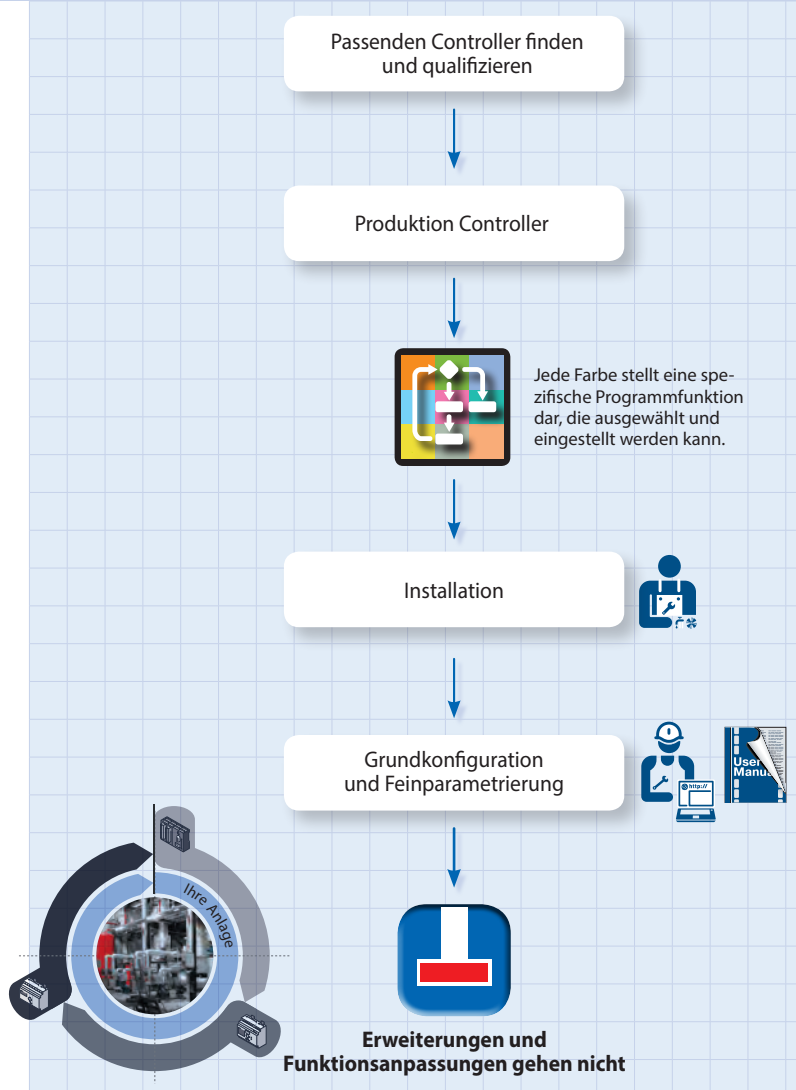 Passenden Controller finden
und qualifizieren
Produktion Controller
Jede Farbe stellt eine spe-
zifische Programmfunktion
dar, die ausgewählt und
eingestellt werden kann.
Installation
Grundkonfiguration
und Feinparametrierung
http://
User
Manual
Ihre Anlage
Erweiterungen und
Funktionsanpassungen gehen nicht